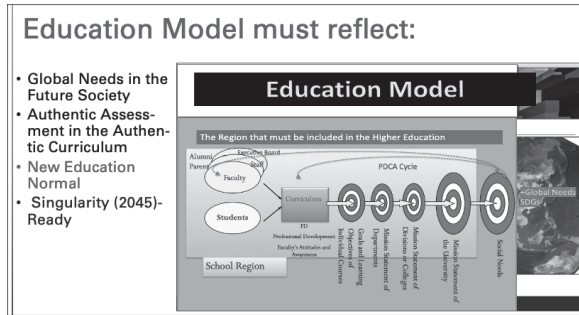 Education Model must reflect:
• Global Needs in the
Future Society
• Authentic Assess-
ment in the Authen-
tic Curriculum
• New Education
Normal
• Singularity (2045)-
Ready
Education Model
The Region that must be included in the Higher Education
Alumni
Parent
Executive Board
Staff
Faculty
Students
Curriculum
FD
Professional Development
Faculty's Attitudes and
Awareness
School Region
PDCA Cycle
Goals and Learning
Objectives of
Individual Courses
Mission Statement of
Departments
Mission Statement of
Divisions or Colleges
Mission Statement of
the University
Social Needs
+Global Needs
SDGs